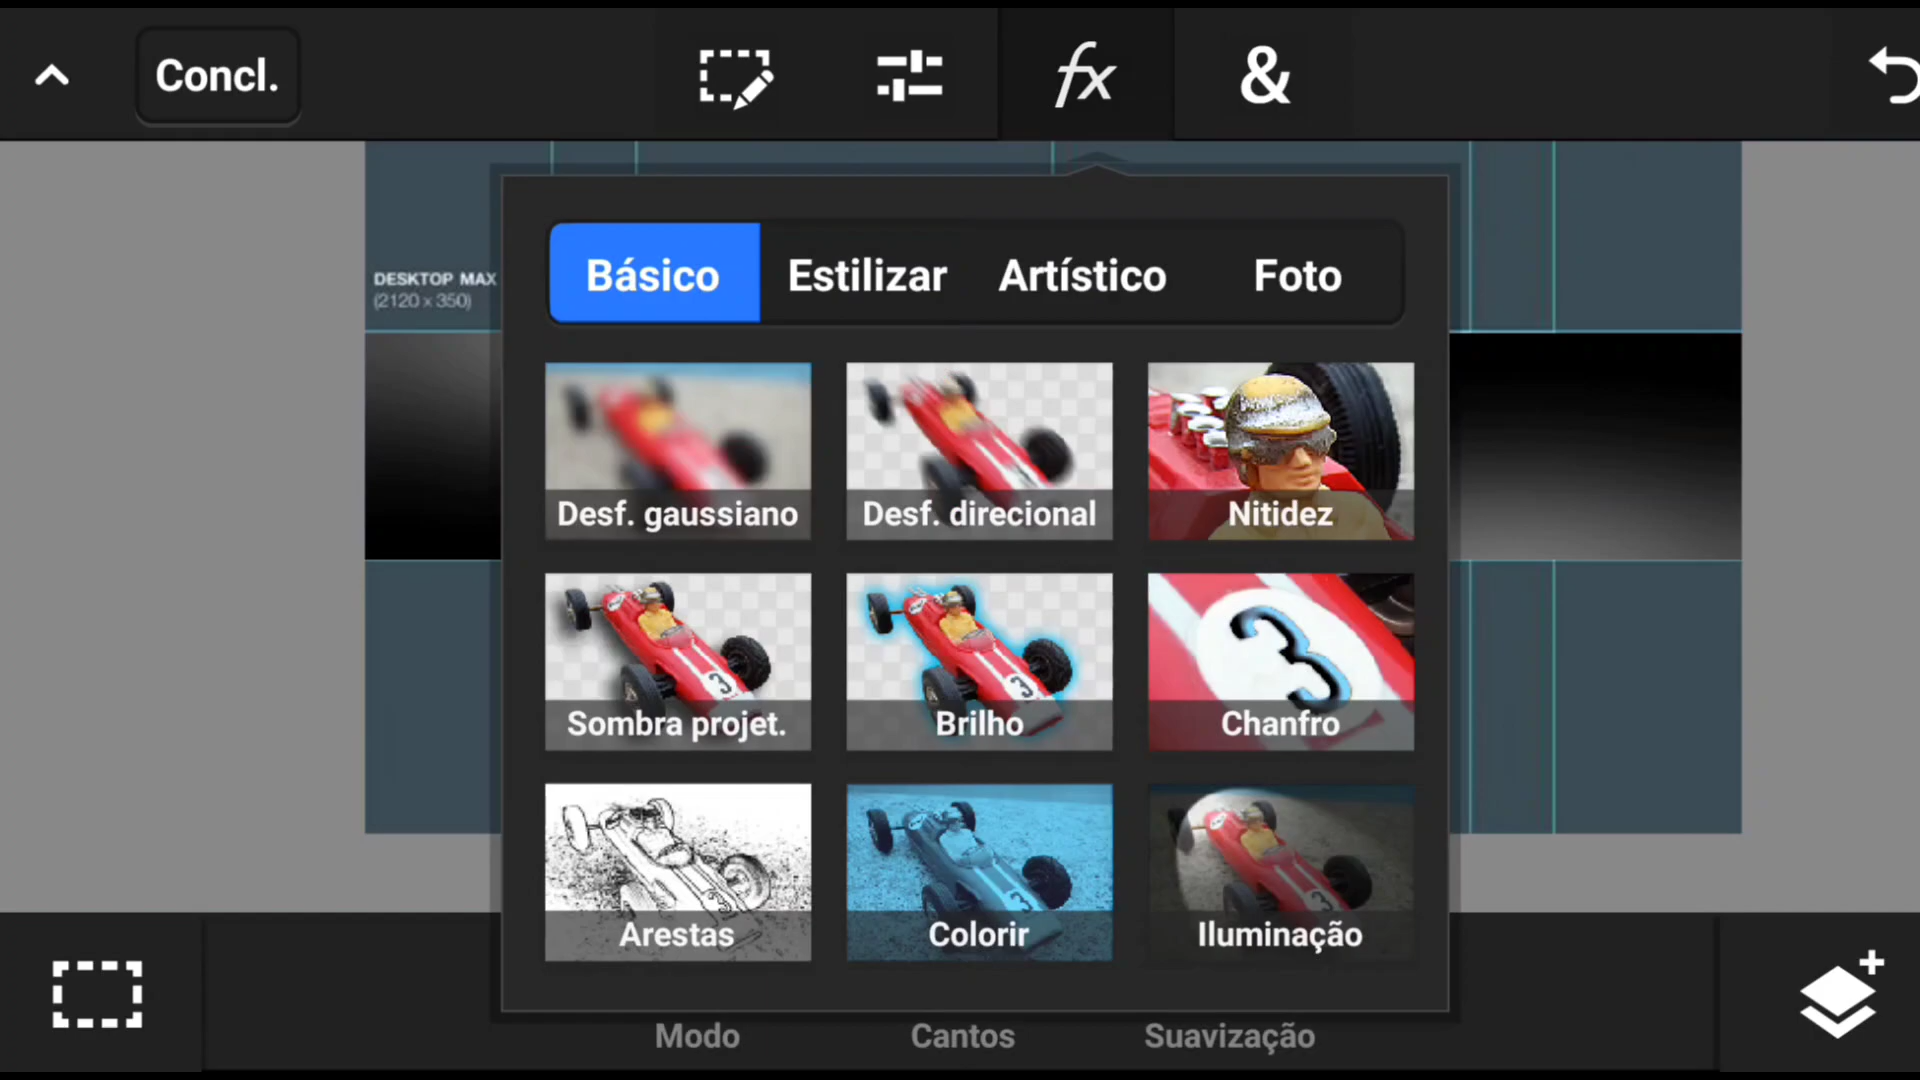 Concl.
fx
&
Básico
Estilizar
Artístico
Foto
DESKTOP MAX
(2120 x 350)
Desf. gaussiano
Desf. direcional
Nitidez
Sombra projet.
Brilho
Chanfro
Arestas
Colorir
Iluminação
Modo
Cantos
Suavização